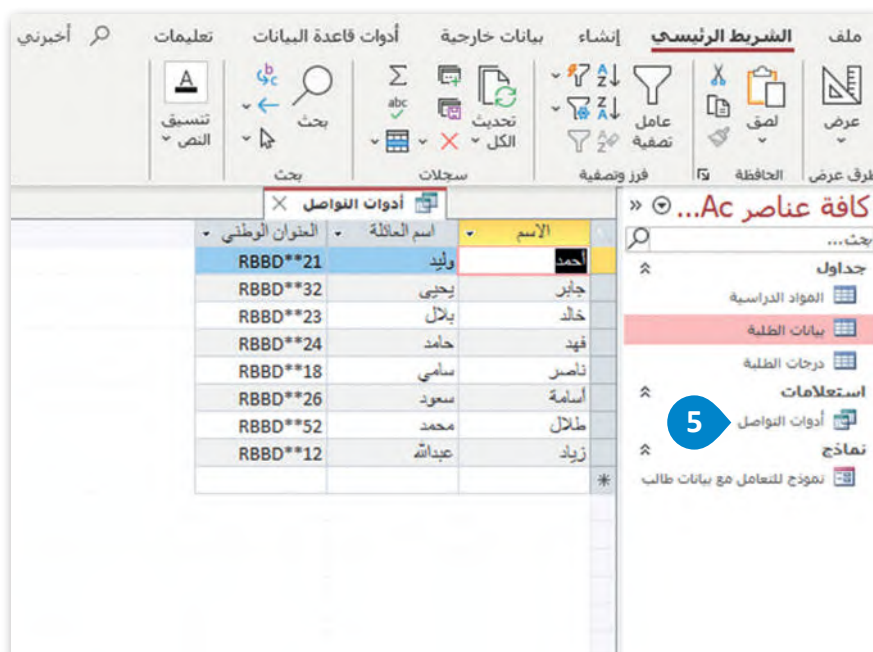 ملف الشريط الرئيسي إنشاء بيانات خارجية أدوات قاعدة البيانات تعليمات أخبرني
عرض
لصق
عامل تصفية
تحديث الكل
بحث
تنسيق النص
طرق عرض الحافظة فرز وتصفية سجلات بحث
كافة عناصر Ac...
بحث...
جداول
المواد الدراسية
بيانات الطلبة
درجات الطلبة
استعلامات
أدوات التواصل
5
نماذج
نموذج للتعامل مع بيانات طالب
أدوات التواصل
الاسم اسم العائلة العنوان الوطني
أحمد وليد RBBD**21
جابر يحيى RBBD**32
خالد بلال RBBD**23
فهد حامد RBBD**24
ناصر سامي RBBD**18
أسامة سعود RBBD**26
طلال محمد RBBD**52
زياد عبدالله RBBD**12